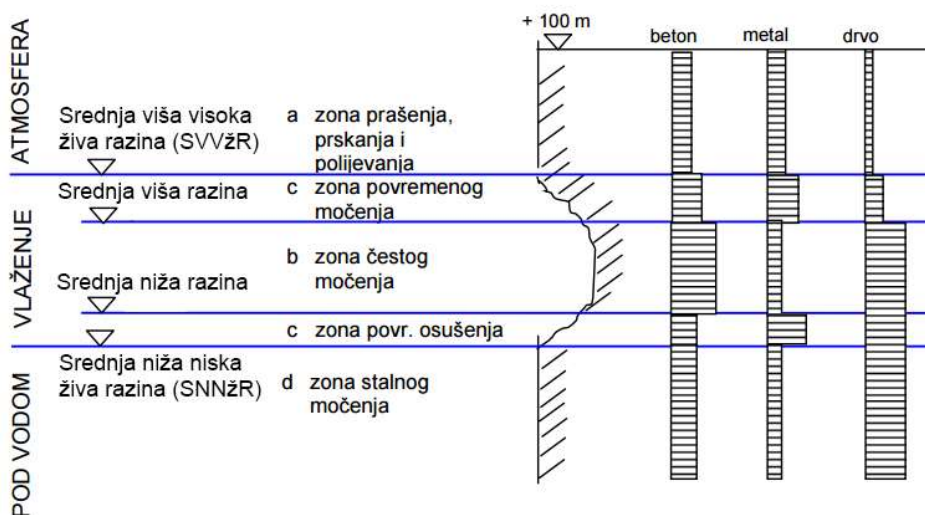 + 100 m
beton
metal
drvo
ATMOSFERA
Srednja viša visoka
živa razina (SVVžR)
a zona prašenja,
prskanja i
polijevanja
VLAŽENJE
Srednja viša razina
c zona povremenog
močenja
b zona čestog
močenja
Srednja niža razina
c zona povr. osušenja
POD VODOM
Srednja niža niska
živa razina (SNNžR)
d zona stalnog
močenja